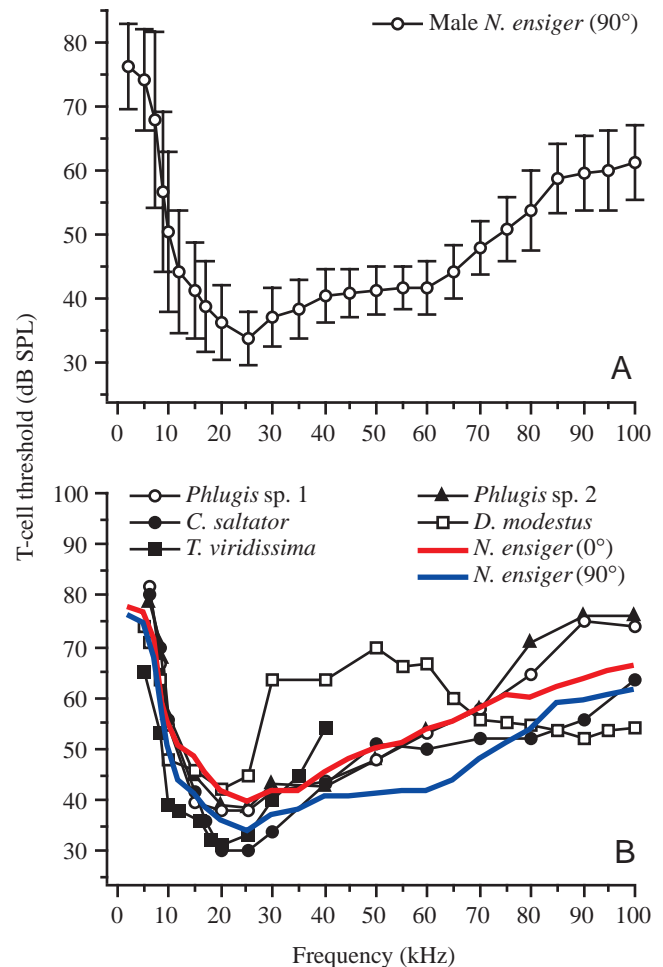 Male N. ensiger (90°)
80
70
60
50
40
30
A
0 10 20 30 40 50 60 70 80 90 100
T-cell threshold (dB SPL)
Phlugis sp. 1 Phlugis sp. 2
C. saltator D. modestus
T. viridissima N. ensiger (0°)
N. ensiger (90°)
100
90
80
70
60
50
40
30
B
0 10 20 30 40 50 60 70 80 90 100
Frequency (kHz)